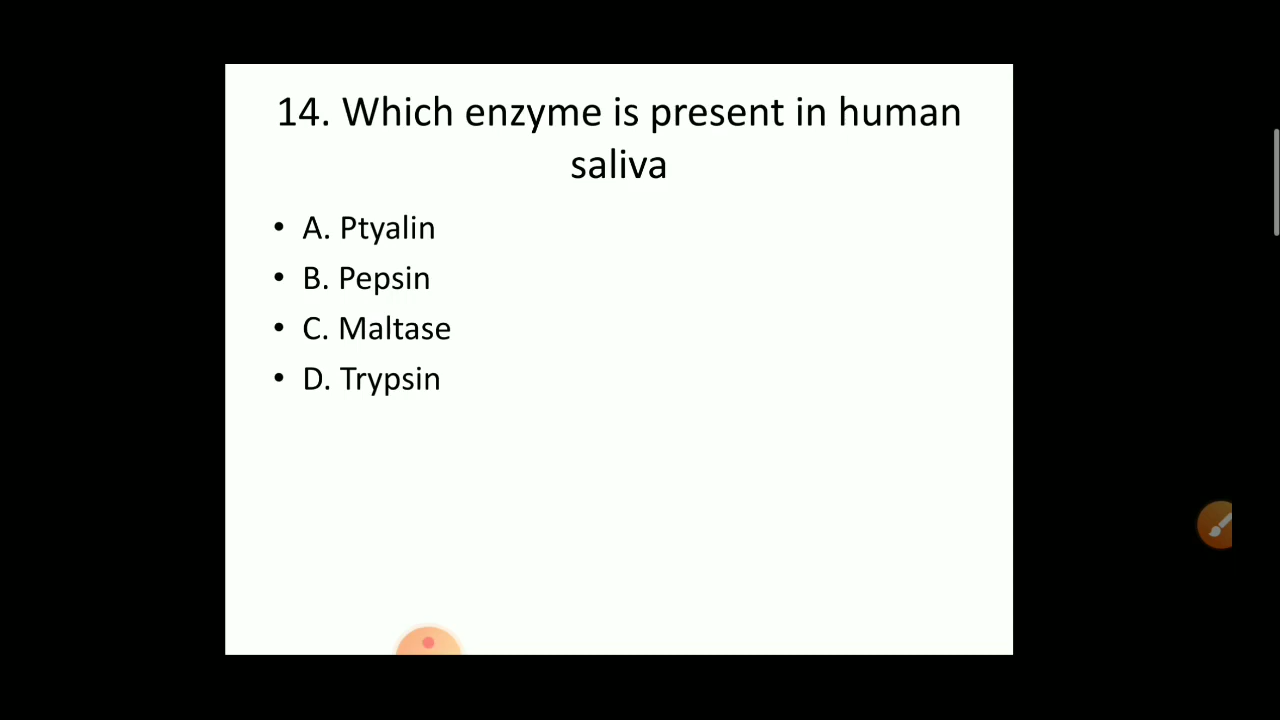 14. Which enzyme is present in human
saliva
• A. Ptyalin
• B. Pepsin
• C. Maltase
• D. Trypsin